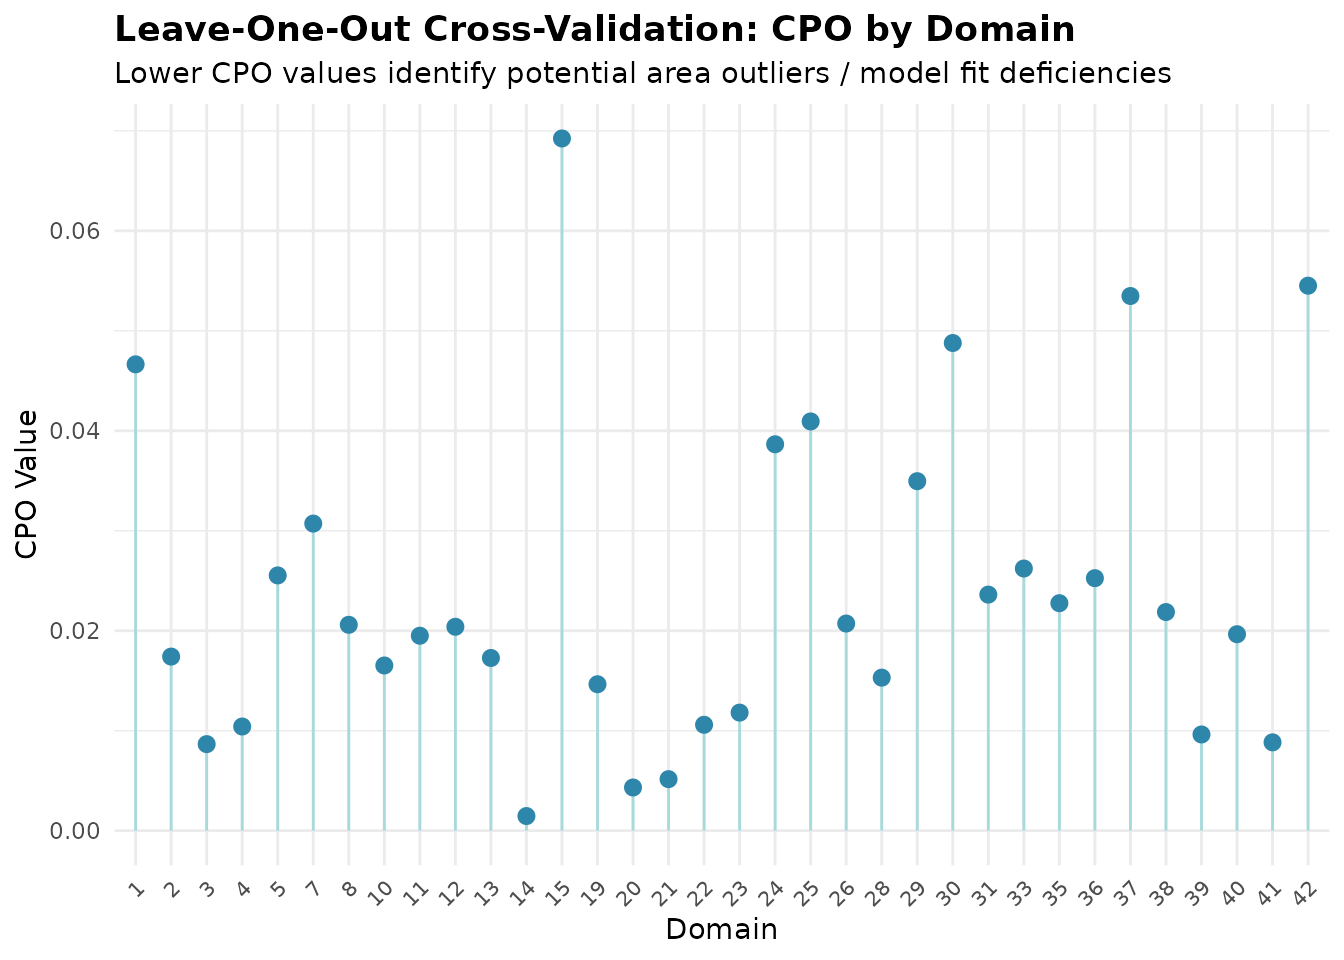 Leave-One-Out Cross-Validation: CPO by Domain
Lower CPO values identify potential area outliers / model fit deficiencies
CPO Value
0.06
0.04
0.02
0.00
1 2 3 4 5 7 8 10 11 12 13 14 15 19 20 21 22 23 24 25 26 28 29 30 31 33 35 36 37 38 39 40 41 42
Domain